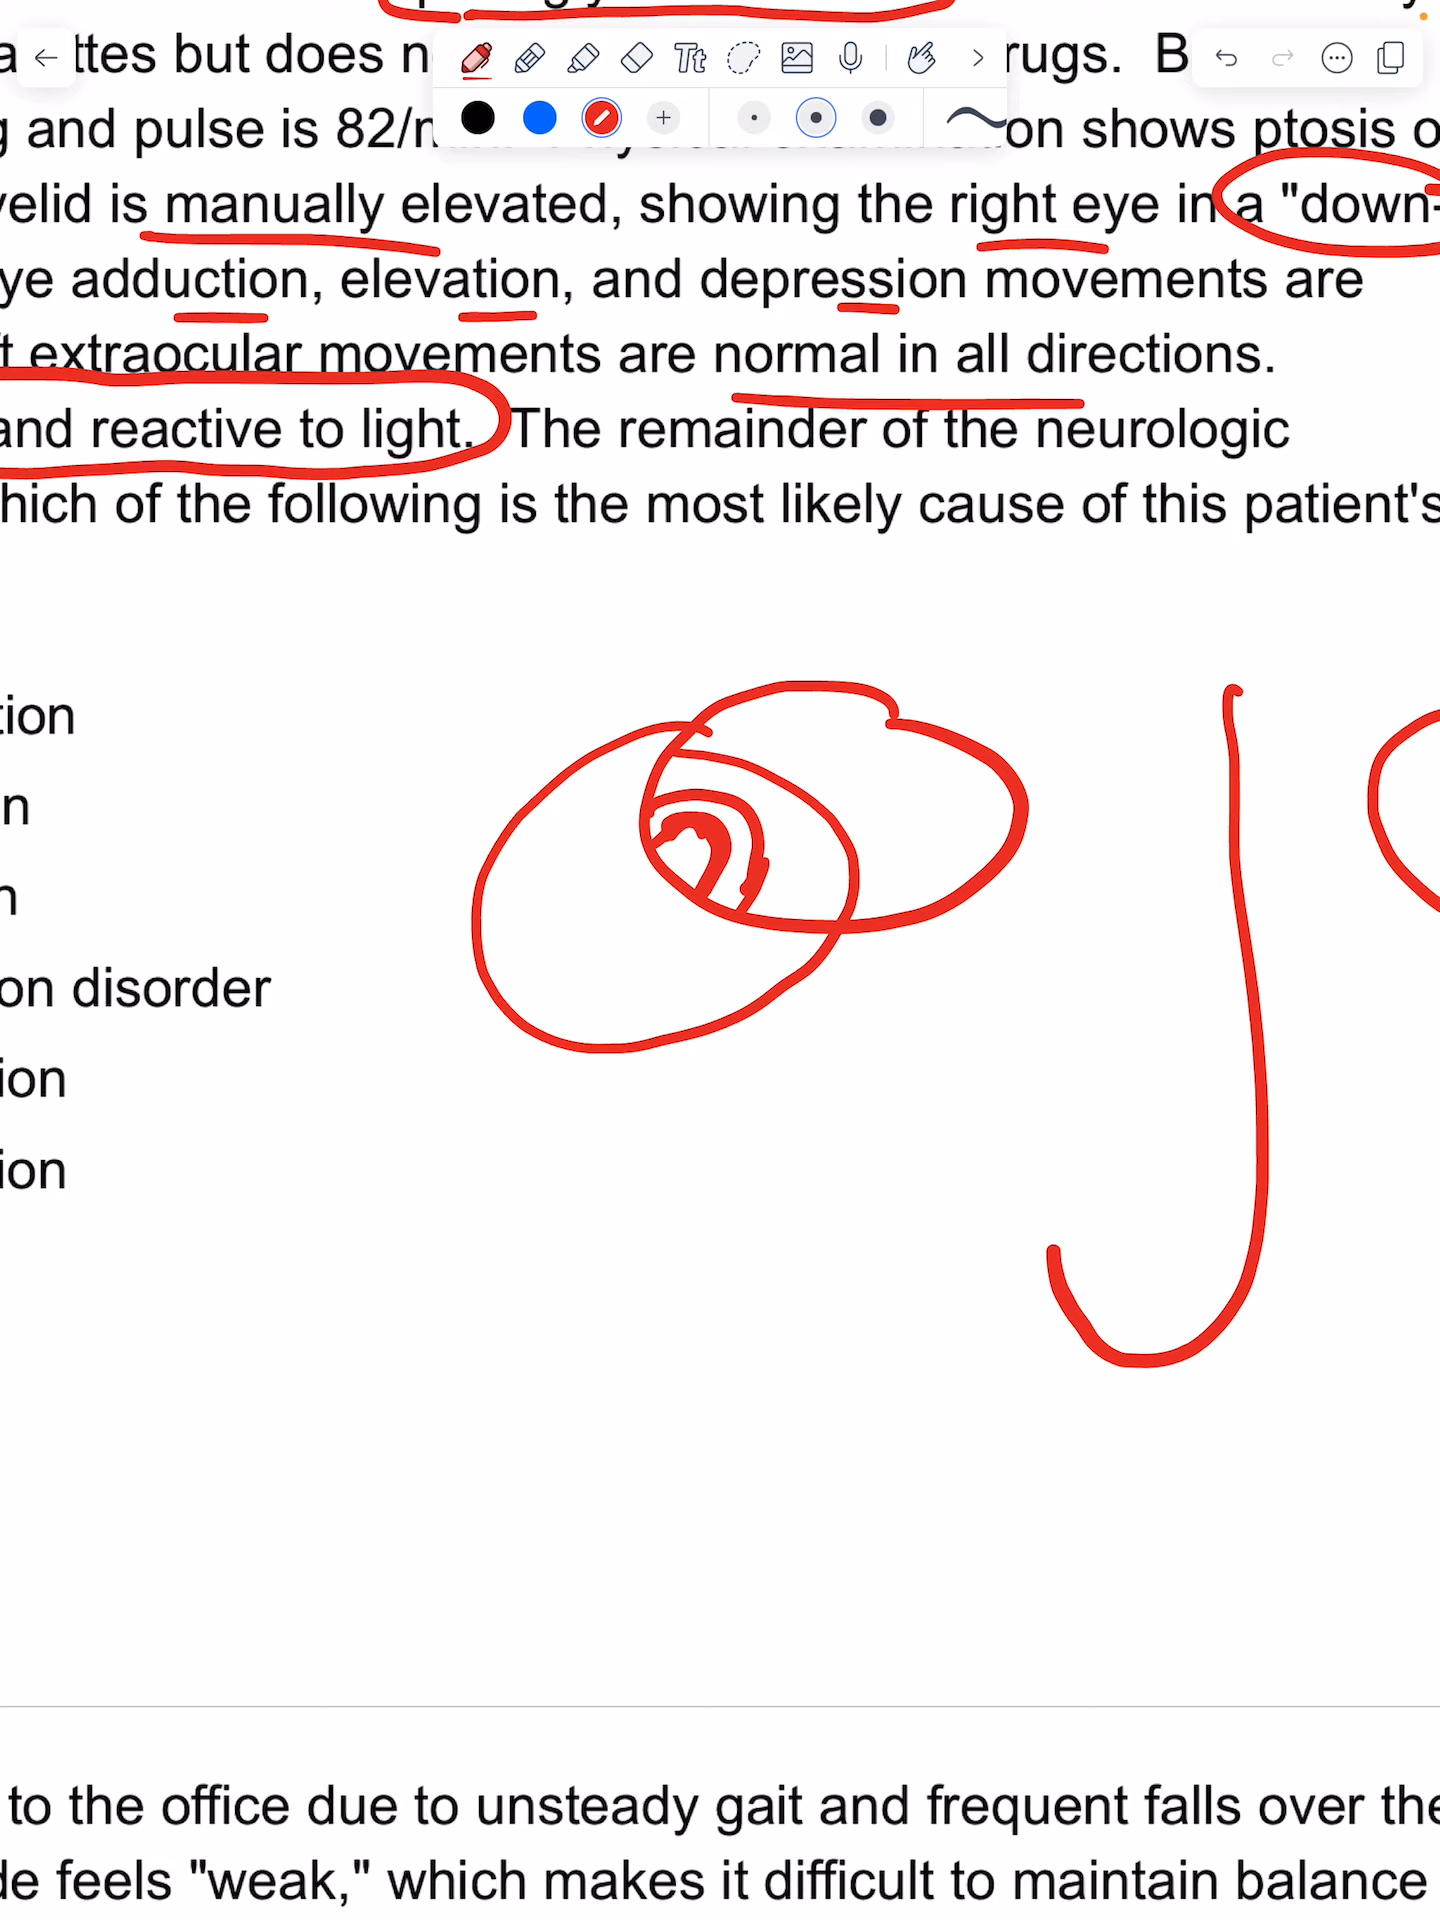 ttes but does n
Tt
rugs. B
and pulse is 82/
on shows ptosis o
yelid is manually elevated, showing the right eye in a "down-
ye adduction, elevation, and depression movements are
t extraocular movements are normal in all directions.
and reactive to light. The remainder of the neurologic
hich of the following is the most likely cause of this patient's
tion
n
n
on disorder
ion
ion
to the office due to unsteady gait and frequent falls over the
de feels "weak," which makes it difficult to maintain balance